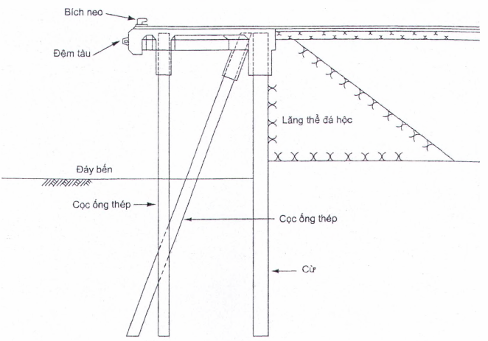 Bích neo
Đệm tàu
Lăng thể đá hộc
Đáy bến
Cọc ống thép
Cọc ống thép
Cừ